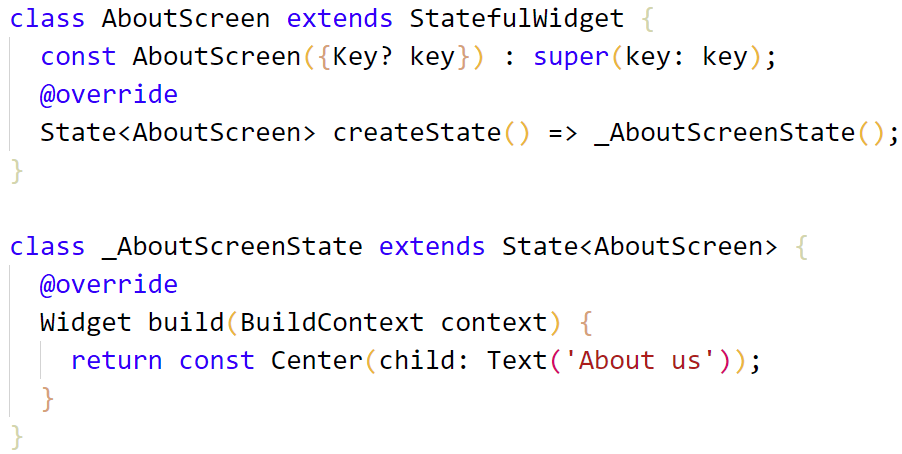 class AboutScreen extends StatefulWidget {
  const AboutScreen({Key? key}) : super(key: key);
  @override
  State<AboutScreen> createState() => _AboutScreenState();
}

class _AboutScreenState extends State<AboutScreen> {
  @override
  Widget build(BuildContext context) {
    return const Center(child: Text('About us'));
  }
}